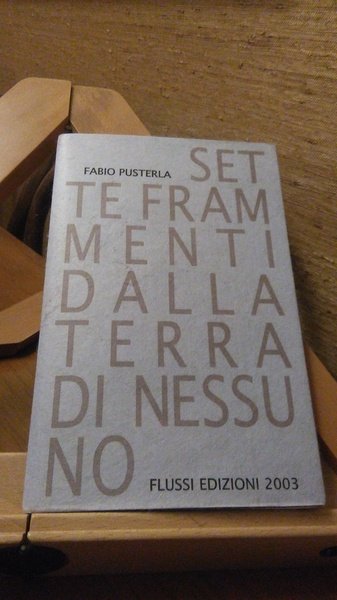 FABIO PUSTERLA
SET
TE FRAM
MENTI
DALLA
TERRA
DI NESSU
NO
FLUSSI EDIZIONI 2003